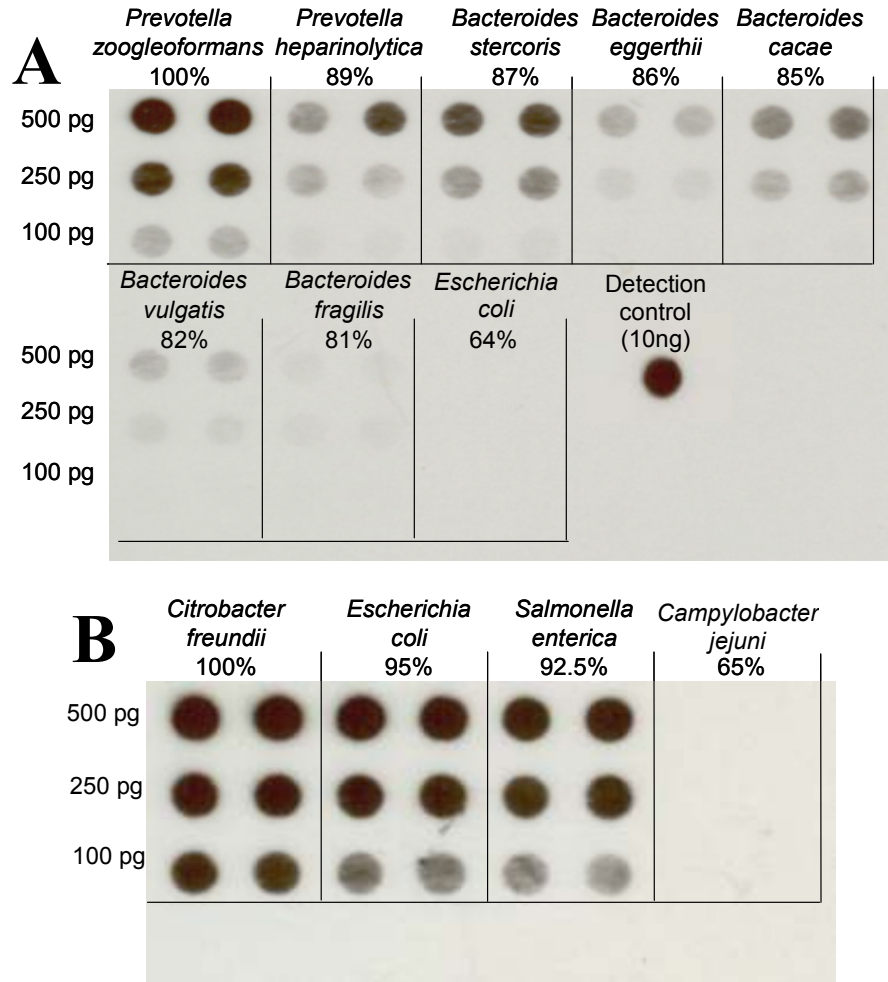 A
Prevotella zoogleoformans 100%
Prevotella heparinolytica 89%
Bacteroides stercoris 87%
Bacteroides eggerthii 86%
Bacteroides cacae 85%
500 pg
250 pg
100 pg
Bacteroides vulgatis 82%
Bacteroides fragilis 81%
Escherichia coli 64%
Detection control (10ng)
500 pg
250 pg
100 pg
B
Citrobacter freundii 100%
Escherichia coli 95%
Salmonella enterica 92.5%
Campylobacter jejuni 65%
500 pg
250 pg
100 pg